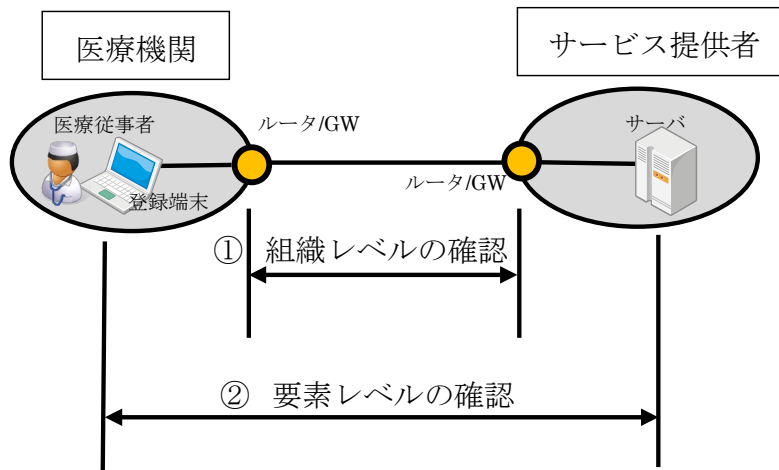 医療機関
サービス提供者
医療従事者
ルータ/GW
サーバ
ルータ/GW
登録端末
① 組織レベルの確認
② 要素レベルの確認